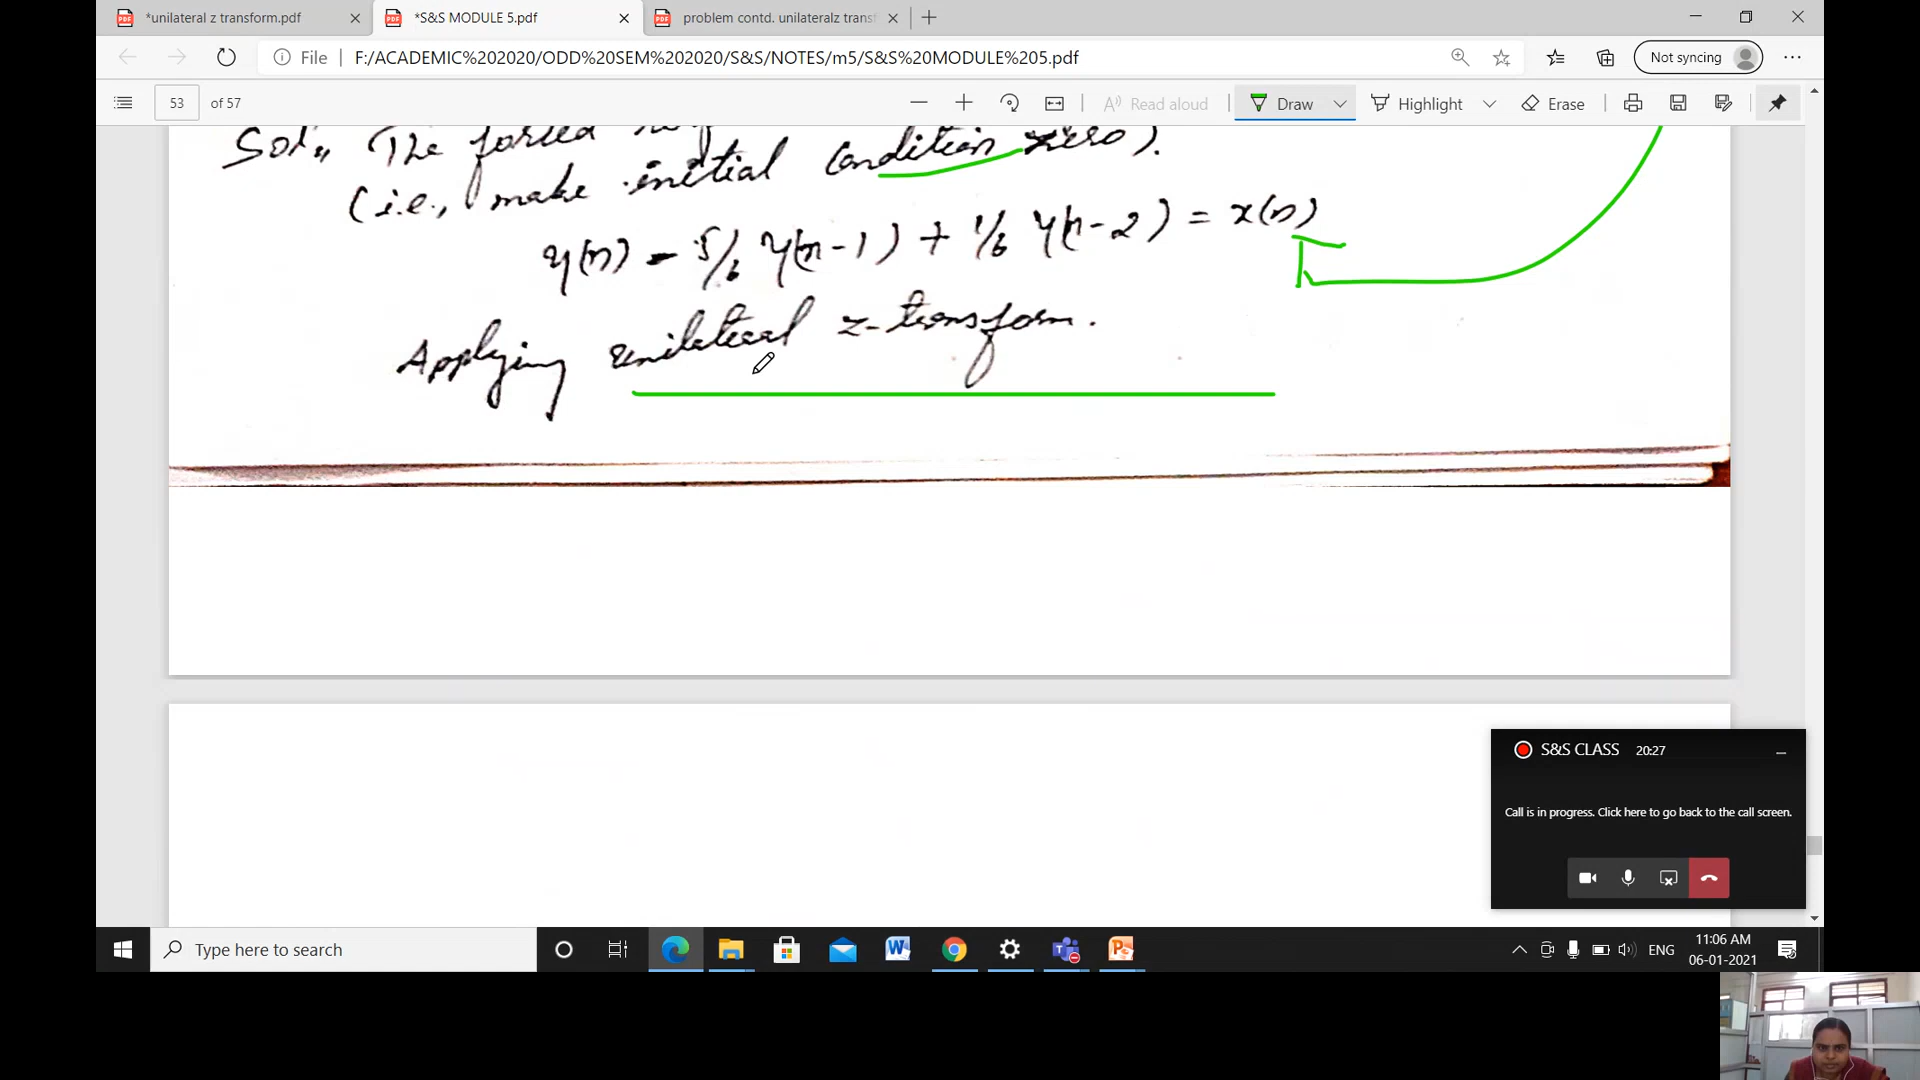 *unilateral z transform.pdf
*S&S MODULE 5.pdf
problem contd. unilateralz transf
File
F:/ACADEMIC%202020/ODD%20SEM%202020/S&S/NOTES/m5/S&S%20MODULE%205.pdf
Not syncing
53 of 57
Read aloud
Draw
Highlight
Erase
Soln,, The forced
(i.e., make initial condition zero).
y(n) - 5/6 y(n-1) + 1/6 y(n-2) = x(n)
Applying unilateral z-transform.
S&S CLASS 20:27
Call is in progress. Click here to go back to the call screen.
Type here to search
ENG
11:06 AM
06-01-2021